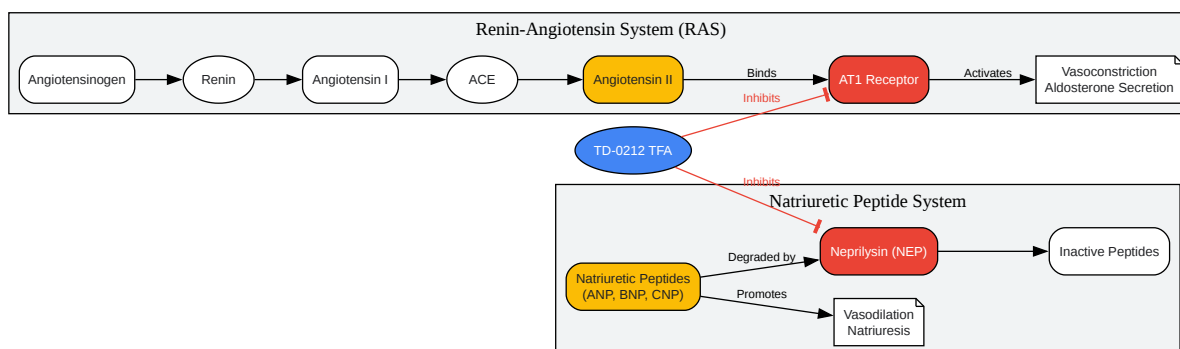 Renin-Angiotensin System (RAS)
Angiotensinogen
Renin
Angiotensin I
ACE
Angiotensin II
Binds
AT1 Receptor
Activates
Vasoconstriction
Aldosterone Secretion
Inhibits
TD-0212 TFA
Inhibits
Natriuretic Peptide System
Natriuretic Peptides
(ANP, BNP, CNP)
Degraded by
Neprilysin (NEP)
Inactive Peptides
Promotes
Vasodilation
Natriuresis